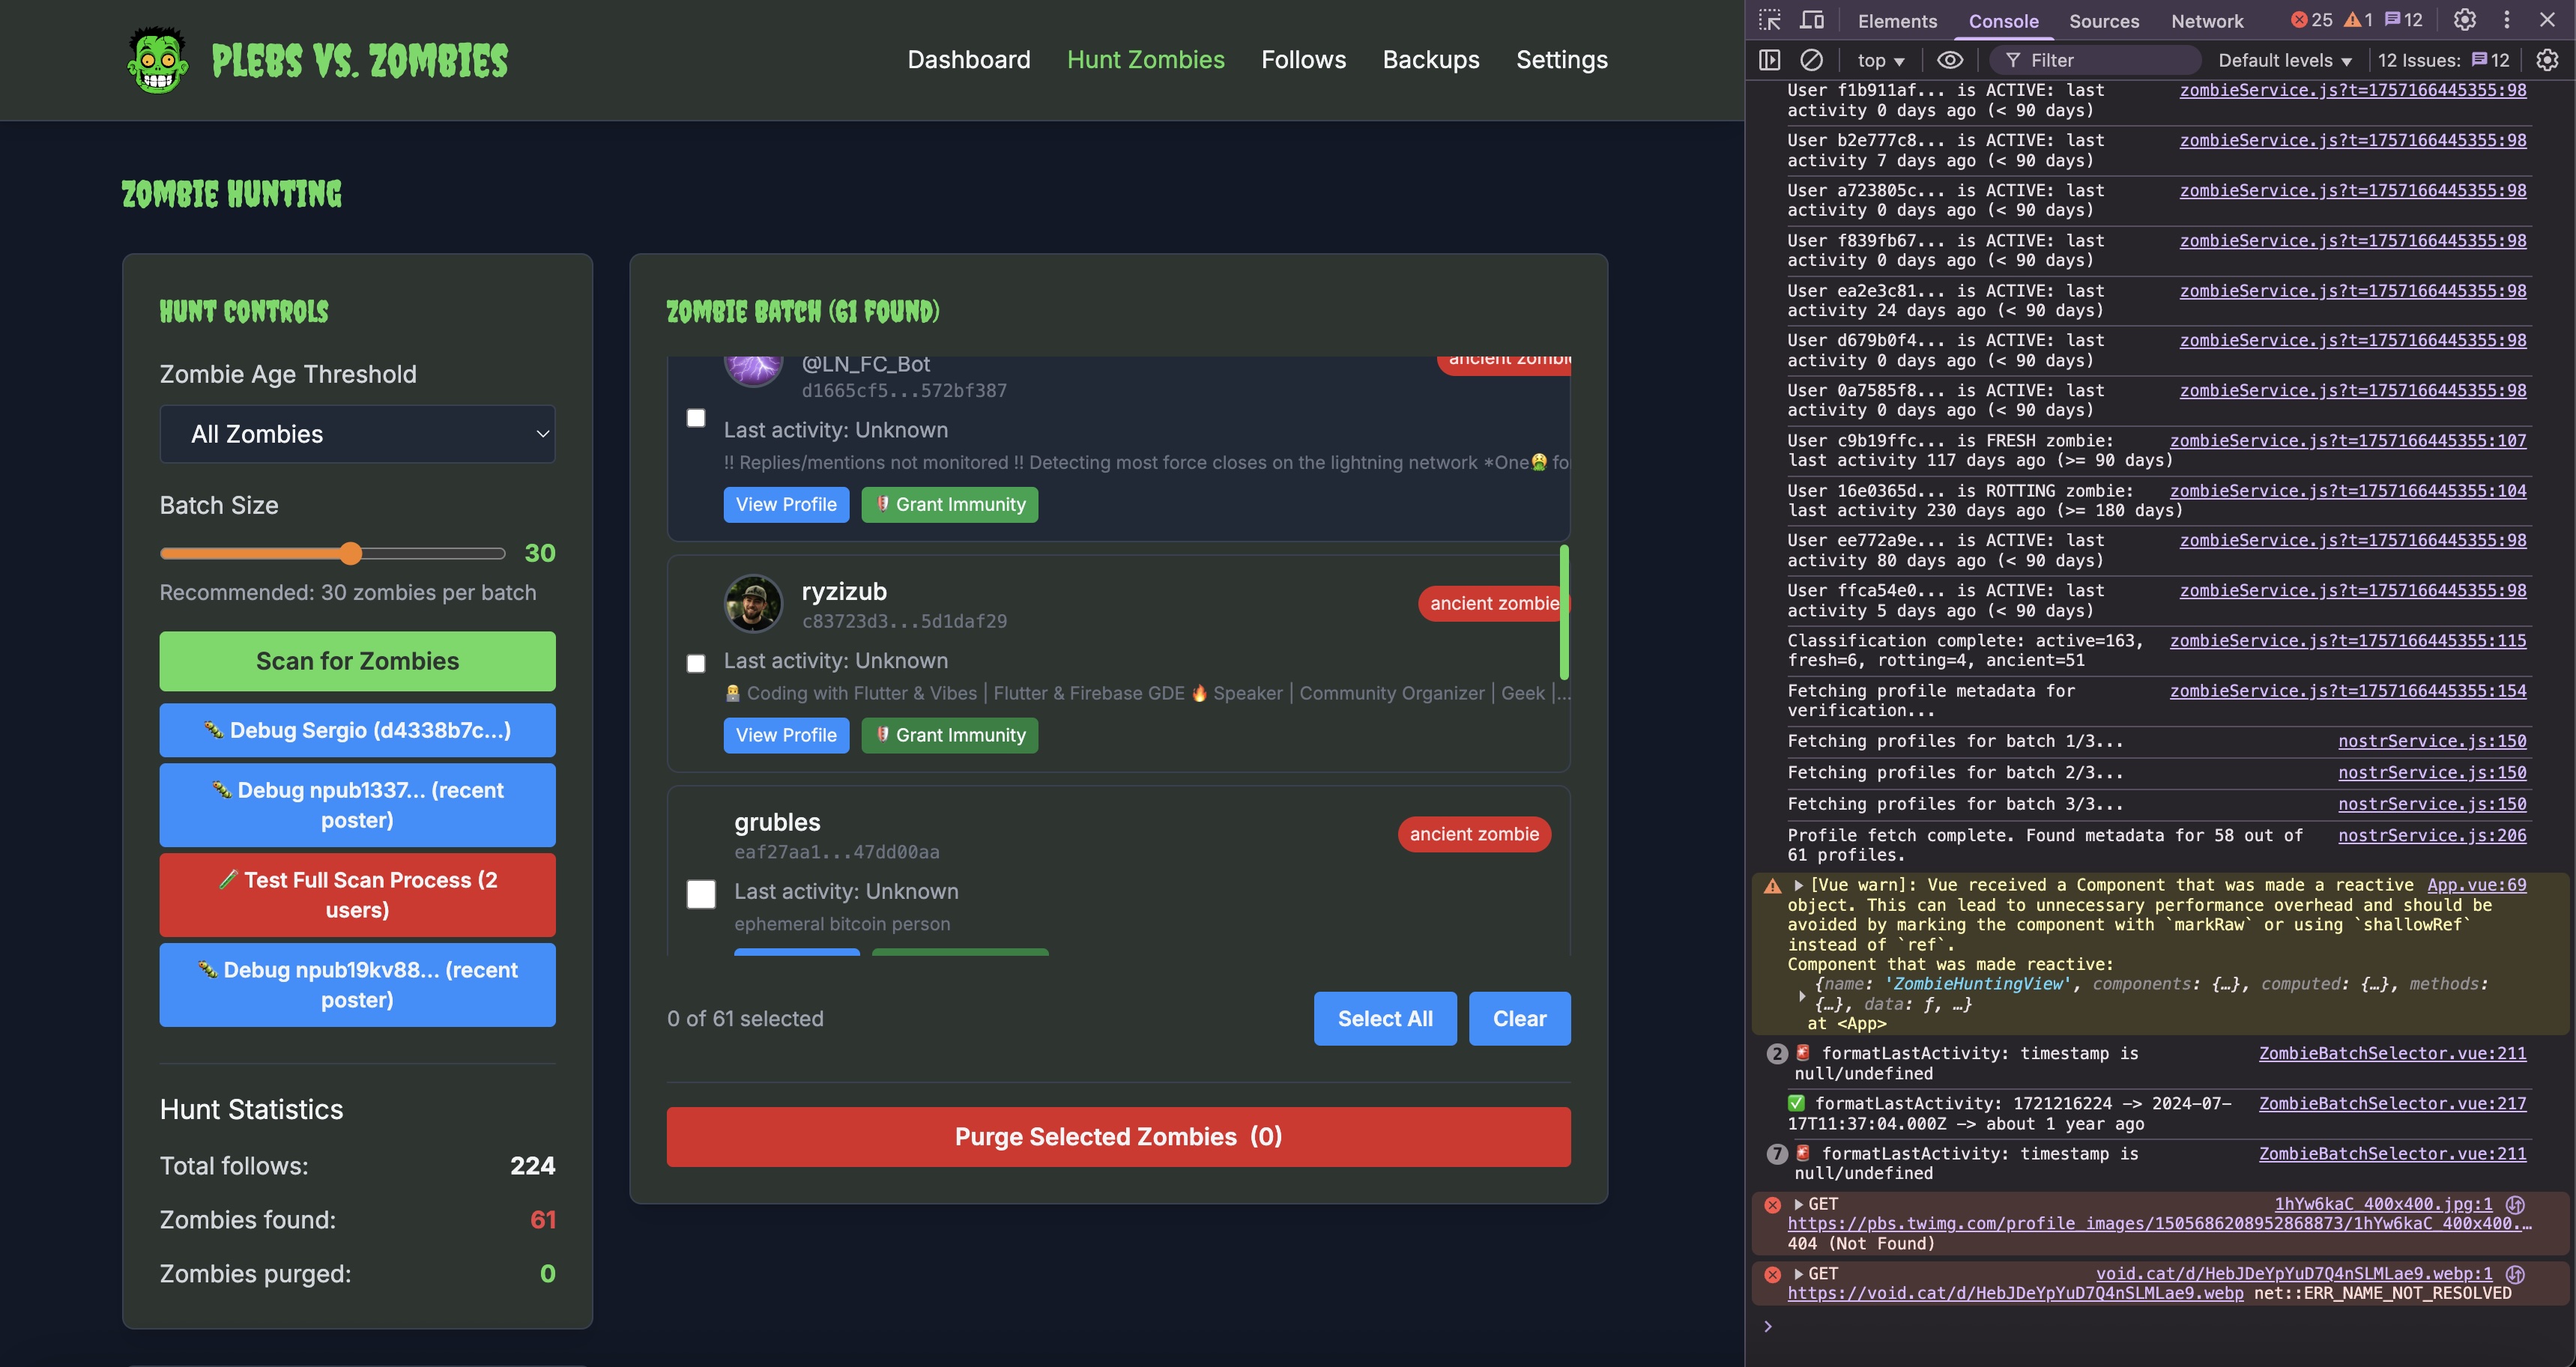 PLEBS VS. ZOMBIES
Dashboard
Hunt Zombies
Follows
Backups
Settings
ZOMBIE HUNTING
HUNT CONTROLS
Zombie Age Threshold
All Zombies
Batch Size
30
Recommended: 30 zombies per batch
Scan for Zombies
🐛 Debug Sergio (d4338b7c...)
🐛 Debug npub1337... (recent
poster)
🧪 Test Full Scan Process (2
users)
🐛 Debug npub19kv88... (recent
poster)
Hunt Statistics
Total follows: 224
Zombies found: 61
Zombies purged: 0
ZOMBIE BATCH (61 FOUND)
@LN_FC_Bot
ancient zombie
d1665cf5...572bf387
Last activity: Unknown
!! Replies/mentions not monitored !! Detecting most force closes on the lightning network *One🤮 fo
View Profile
Grant Immunity
ryzizub
ancient zombie
c83723d3...5d1daf29
Last activity: Unknown
Coding with Flutter & Vibes | Flutter & Firebase GDE 🔥 Speaker | Community Organizer | Geek |...
View Profile
Grant Immunity
grubles
ancient zombie
eaf27aa1...47dd00aa
Last activity: Unknown
ephemeral bitcoin person
0 of 61 selected
Select All
Clear
Purge Selected Zombies (0)
Elements
Console
Sources
Network
25
1
12
top
Filter
Default levels
12 Issues:
12
User f1b911af... is ACTIVE: last zombieService.js?t=1757166445355:98
activity 0 days ago (< 90 days)
User b2e777c8... is ACTIVE: last zombieService.js?t=1757166445355:98
activity 7 days ago (< 90 days)
User a723805c... is ACTIVE: last zombieService.js?t=1757166445355:98
activity 0 days ago (< 90 days)
User f839fb67... is ACTIVE: last zombieService.js?t=1757166445355:98
activity 0 days ago (< 90 days)
User ea2e3c81... is ACTIVE: last zombieService.js?t=1757166445355:98
activity 24 days ago (< 90 days)
User d679b0f4... is ACTIVE: last zombieService.js?t=1757166445355:98
activity 0 days ago (< 90 days)
User 0a7585f8... is ACTIVE: last zombieService.js?t=1757166445355:98
activity 0 days ago (< 90 days)
User c9b19ffc... is FRESH zombie: zombieService.js?t=1757166445355:107
last activity 117 days ago (>= 90 days)
User 16e0365d... is ROTTING zombie: zombieService.js?t=1757166445355:104
last activity 230 days ago (>= 180 days)
User ee772a9e... is ACTIVE: last zombieService.js?t=1757166445355:98
activity 80 days ago (< 90 days)
User ffca54e0... is ACTIVE: last zombieService.js?t=1757166445355:98
activity 5 days ago (< 90 days)
Classification complete: active=163, zombieService.js?t=1757166445355:115
fresh=6, rotting=4, ancient=51
Fetching profile metadata for zombieService.js?t=1757166445355:154
verification...
Fetching profiles for batch 1/3... nostrService.js:150
Fetching profiles for batch 2/3... nostrService.js:150
Fetching profiles for batch 3/3... nostrService.js:150
Profile fetch complete. Found metadata for 58 out of nostrService.js:206
61 profiles.
[Vue warn]: Vue received a Component that was made a reactive App.vue:69
object. This can lead to unnecessary performance overhead and should be
avoided by marking the component with `markRaw` or using `shallowRef`
instead of `ref`.
Component that was made reactive:
{name: 'ZombieHuntingView', components: {…}, computed: {…}, methods:
{…}, data: ƒ, …}
at <App>
2 🚨 formatLastActivity: timestamp is ZombieBatchSelector.vue:211
null/undefined
✅ formatLastActivity: 1721216224 -> 2024-07- ZombieBatchSelector.vue:217
17T11:37:04.000Z -> about 1 year ago
7 🚨 formatLastActivity: timestamp is ZombieBatchSelector.vue:211
null/undefined
GET 1hYw6kaC_400x400.jpg:1
https://pbs.twimg.com/profile_images/1505686208952868873/1hYw6kaC_400x400.…
404 (Not Found)
GET void.cat/d/HebJDeYpYuD7Q4nSLMLae9.webp:1
https://void.cat/d/HebJDeYpYuD7Q4nSLMLae9.webp net::ERR_NAME_NOT_RESOLVED